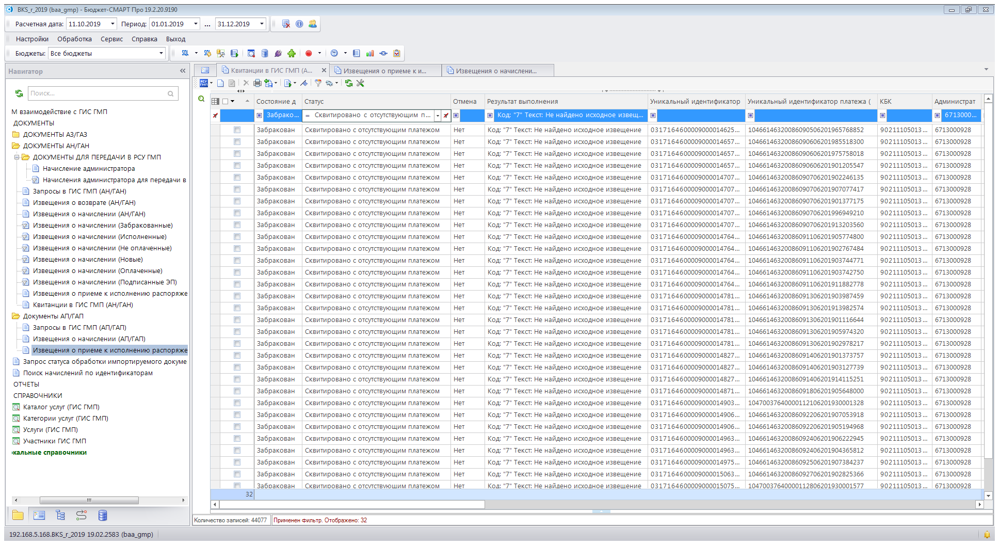 BKS_r_2019 (baa_gmp) - Бюджет-СМАРТ Про 19.2.20.9190
Расчетная дата: 11.10.2019 Период: 01.01.2019 ... 31.12.2019
Настройки Обработка Сервис Справка Выход
Бюджеты: Все бюджеты
Навигатор
Поиск...
М взаимодействие с ГИС ГМП
ДОКУМЕНТЫ
ДОКУМЕНТЫ АЗ/ГАЗ
ДОКУМЕНТЫ АН/ГАН
ДОКУМЕНТЫ ДЛЯ ПЕРЕДАЧИ В РСУ ГМП
Начисление администратора
Начисления администратора для передачи в
Запросы в ГИС ГМП (АН/ГАН)
Извещения о возврате (АН/ГАН)
Извещения о начислении (АН/ГАН)
Извещения о начислении (Забракованные)
Извещения о начислении (Исполненные)
Извещения о начислении (Не оплаченные)
Извещения о начислении (Новые)
Извещения о начислении (Оплаченные)
Извещения о начислении (Подписанные ЭП)
Извещения о приеме к исполнению распоряже
Квитанции в ГИС ГМП (АН/ГАН)
Документы АП/ГАП
Запросы в ГИС ГМП (АП/ГАП)
Извещения о начислении (АП/ГАП)
Извещения о приеме к исполнению распоряже
Запрос статуса обработки импортируемого докуме
Поиск начислений по идентификаторам
ОТЧЕТЫ
СПРАВОЧНИКИ
Каталог услуг (ГИС ГМП)
Категории услуг (ГИС ГМП)
Услуги (ГИС ГМП)
Участники ГИС ГМП
кальные справочники
Квитанции в ГИС ГМП (А... Извещения о приеме к и... Извещения о начислени...
РСУ ГМП
Состояние д Статус Отмена Результат выполнения Уникальный идентификатор Уникальный идентификатор платежа ( КБК Администрат
Забрако... = Сквитировано с отсутствующим п... Код: "7" Текст: Не найдено исходное извещ... 6713000...
Забракован Сквитировано с отсутствующим платежом Нет Код: "7" Текст: Не найдено исходное извещение 0317164600009000014625... 10466146320086090506201965768852 90211105013... 6713000928
Забракован Сквитировано с отсутствующим платежом Нет Код: "7" Текст: Не найдено исходное извещение 0317164600009000014657... 10466146320086090606201985518300 90211105013... 6713000928
Забракован Сквитировано с отсутствующим платежом Нет Код: "7" Текст: Не найдено исходное извещение 0317164600009000014657... 10466146320086090606201975758018 90211105013... 6713000928
Забракован Сквитировано с отсутствующим платежом Нет Код: "7" Текст: Не найдено исходное извещение 0317164600009000014657... 10466146320086090606201901205547 90211105013... 6713000928
Забракован Сквитировано с отсутствующим платежом Нет Код: "7" Текст: Не найдено исходное извещение 0317164600009000014707... 10466146320086090706201902246135 90211105013... 6713000928
Забракован Сквитировано с отсутствующим платежом Нет Код: "7" Текст: Не найдено исходное извещение 0317164600009000014707... 10466146320086090706201907077417 90211105013... 6713000928
Забракован Сквитировано с отсутствующим платежом Нет Код: "7" Текст: Не найдено исходное извещение 0317164600009000014707... 10466146320086090706201901377175 90211105013... 6713000928
Забракован Сквитировано с отсутствующим платежом Нет Код: "7" Текст: Не найдено исходное извещение 0317164600009000014707... 10466146320086090706201996949210 90211105013... 6713000928
Забракован Сквитировано с отсутствующим платежом Нет Код: "7" Текст: Не найдено исходное извещение 0317164600009000014707... 10466146320086090706201913203560 90211105013... 6713000928
Забракован Сквитировано с отсутствующим платежом Нет Код: "7" Текст: Не найдено исходное извещение 0317164600009000014764... 10466146320086091106201905774800 90211105013... 6713000928
Забракован Сквитировано с отсутствующим платежом Нет Код: "7" Текст: Не найдено исходное извещение 0317164600009000014764... 10466146320086091106201902767484 90211105013... 6713000928
Забракован Сквитировано с отсутствующим платежом Нет Код: "7" Текст: Не найдено исходное извещение 0317164600009000014764... 10466146320086091106201903744771 90211105013... 6713000928
Забракован Сквитировано с отсутствующим платежом Нет Код: "7" Текст: Не найдено исходное извещение 0317164600009000014764... 10466146320086091106201903742750 90211105013... 6713000928
Забракован Сквитировано с отсутствующим платежом Нет Код: "7" Текст: Не найдено исходное извещение 0317164600009000014764... 10466146320086091106201911882778 90211105013... 6713000928
Забракован Сквитировано с отсутствующим платежом Нет Код: "7" Текст: Не найдено исходное извещение 0317164600009000014781... 10466146320086091306201903987459 90211105013... 6713000928
Забракован Сквитировано с отсутствующим платежом Нет Код: "7" Текст: Не найдено исходное извещение 0317164600009000014781... 10466146320086091306201913982574 90211105013... 6713000928
Забракован Сквитировано с отсутствующим платежом Нет Код: "7" Текст: Не найдено исходное извещение 0317164600009000014781... 10466146320086091306201901116644 90211105013... 6713000928
Забракован Сквитировано с отсутствующим платежом Нет Код: "7" Текст: Не найдено исходное извещение 0317164600009000014781... 10466146320086091306201905974320 90211105013... 6713000928
Забракован Сквитировано с отсутствующим платежом Нет Код: "7" Текст: Не найдено исходное извещение 0317164600009000014781... 10466146320086091306201902978217 90211105013... 6713000928
Забракован Сквитировано с отсутствующим платежом Нет Код: "7" Текст: Не найдено исходное извещение 0317164600009000014827... 10466146320086091406201901373757 90211105013... 6713000928
Забракован Сквитировано с отсутствующим платежом Нет Код: "7" Текст: Не найдено исходное извещение 0317164600009000014827... 10466146320086091406201903127739 90211105013... 6713000928
Забракован Сквитировано с отсутствующим платежом Нет Код: "7" Текст: Не найдено исходное извещение 0317164600009000014827... 10466146320086091406201914115251 90211105013... 6713000928
Забракован Сквитировано с отсутствующим платежом Нет Код: "7" Текст: Не найдено исходное извещение 0317164600009000014871... 10466146320086091806201905648000 90211105013... 6713000928
Забракован Сквитировано с отсутствующим платежом Нет Код: "7" Текст: Не найдено исходное извещение 0317164600009000014903... 10470037640000112106201930001328 90211105013... 6713000928
Забракован Сквитировано с отсутствующим платежом Нет Код: "7" Текст: Не найдено исходное извещение 0317164600009000014906... 10466146320086092206201907053918 90211105013... 6713000928
Забракован Сквитировано с отсутствующим платежом Нет Код: "7" Текст: Не найдено исходное извещение 0317164600009000014906... 10466146320086092206201905194968 90211105013... 6713000928
Забракован Сквитировано с отсутствующим платежом Нет Код: "7" Текст: Не найдено исходное извещение 0317164600009000014963... 10466146320086092406201906222945 90211105013... 6713000928
Забракован Сквитировано с отсутствующим платежом Нет Код: "7" Текст: Не найдено исходное извещение 0317164600009000014963... 10466146320086092406201904365812 90211105013... 6713000928
Забракован Сквитировано с отсутствующим платежом Нет Код: "7" Текст: Не найдено исходное извещение 0317164600009000014975... 10466146320086092506201907384237 90211105013... 6713000928
Забракован Сквитировано с отсутствующим платежом Нет Код: "7" Текст: Не найдено исходное извещение 0317164600009000015063... 10466146320086092706201902825366 90211105013... 6713000928
Забракован Сквитировано с отсутствующим платежом Нет Код: "7" Текст: Не найдено исходное извещение 0317164600009000015075... 10470037640000112806201930001577 90211105013... 6713000928
32
Количество записей: 44077 Применен фильтр. Отображено: 32
192.168.5.168.BKS_r_2019 19.02.2583 (baa_gmp)